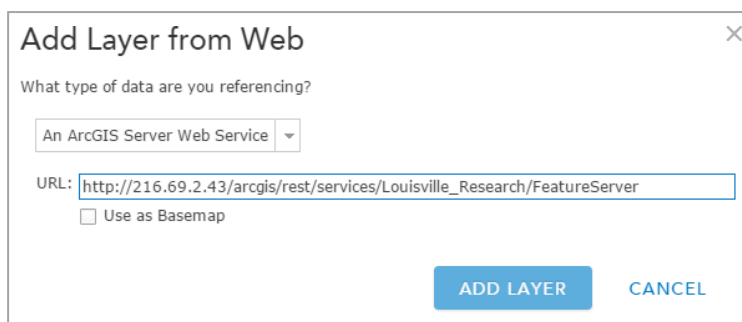 Add Layer from Web
What type of data are you referencing?
An ArcGIS Server Web Service
URL: http://216.69.2.43/arcgis/rest/services/Louisville_Research/FeatureServer
Use as Basemap
ADD LAYER CANCEL